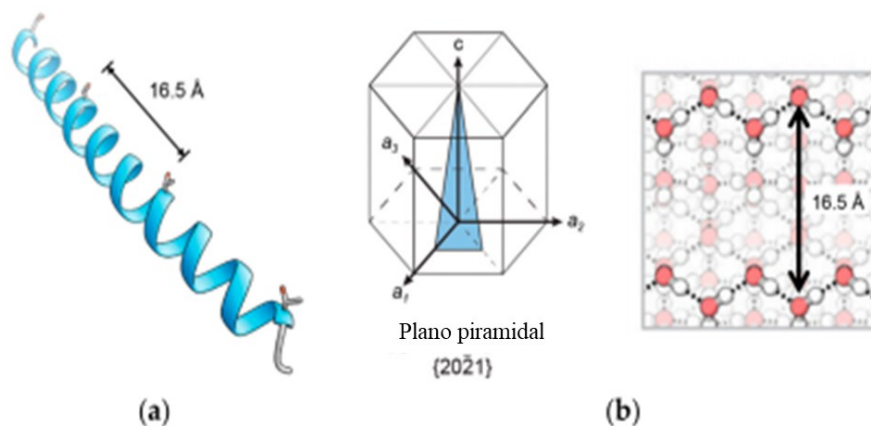 16.5 Å
(a)
c
a₃
a₂
a₁
Plano piramidal
{202̄1}
16.5 Å
(b)